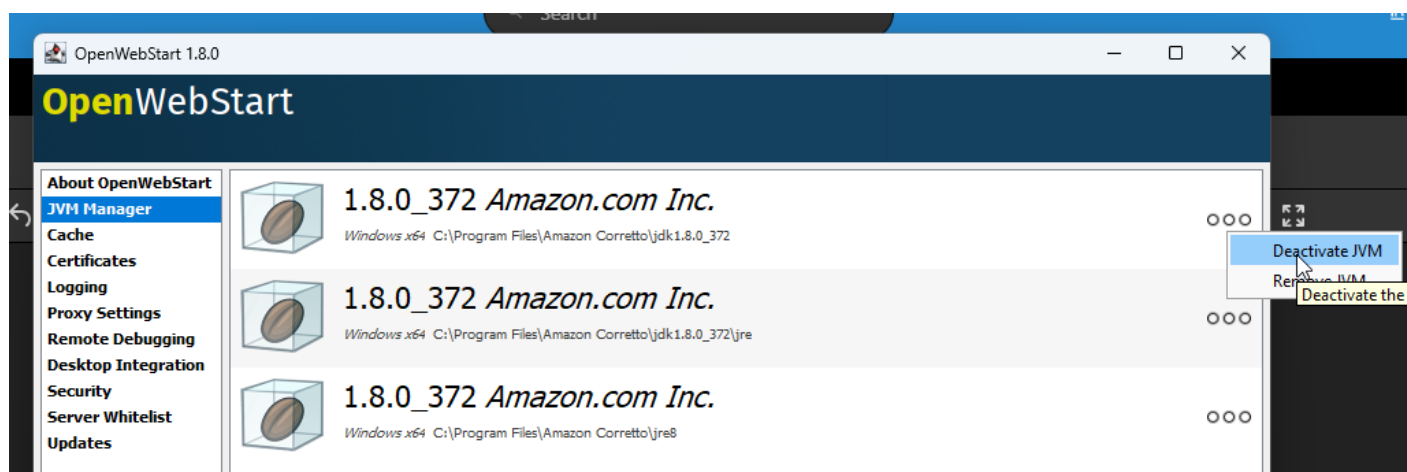 Search
OpenWebStart 1.8.0
OpenWebStart
About OpenWebStart
JVM Manager
Cache
Certificates
Logging
Proxy Settings
Remote Debugging
Desktop Integration
Security
Server Whitelist
Updates
1.8.0_372 Amazon.com Inc.
Windows x64 C:\Program Files\Amazon Corretto\jdk1.8.0_372
1.8.0_372 Amazon.com Inc.
Windows x64 C:\Program Files\Amazon Corretto\jdk1.8.0_372\jre
1.8.0_372 Amazon.com Inc.
Windows x64 C:\Program Files\Amazon Corretto\jre8
Deactivate JVM
Remove JVM
Deactivate the